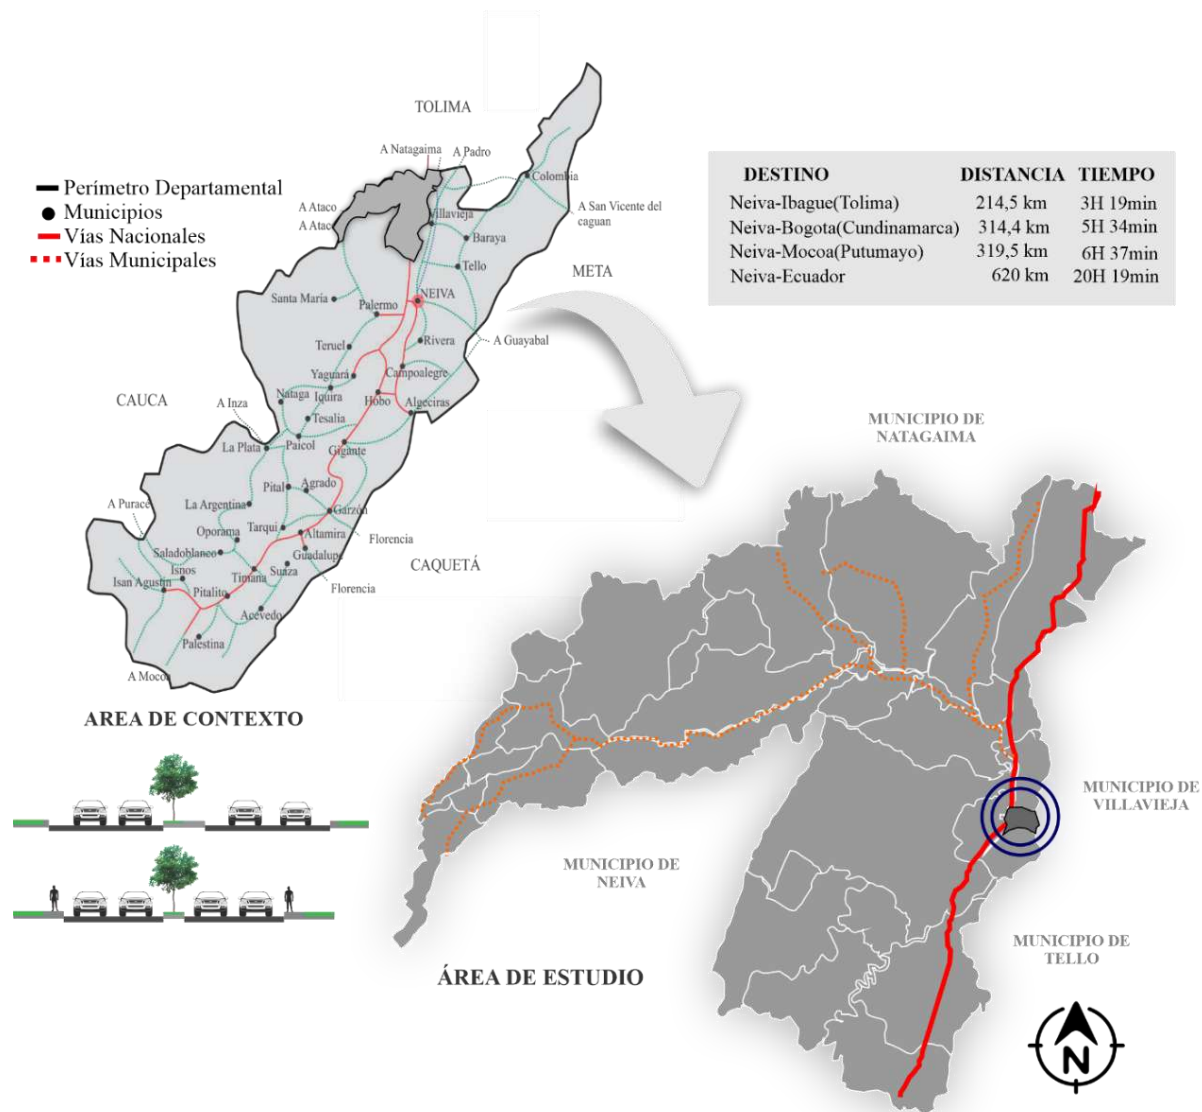 TOLIMA
A Natagaima
A Padro
Colombia
A Ataco
A Ataco
Villavieja
A San Vicente del
caguan
Baraya
Tello
META
Perímetro Departamental
Municipios
Vías Nacionales
Vías Municipales
DESTINO DISTANCIA TIEMPO
Neiva-Ibague(Tolima) 214,5 km 3H 19min
Neiva-Bogota(Cundinamarca) 314,4 km 5H 34min
Neiva-Mocoa(Putumayo) 319,5 km 6H 37min
Neiva-Ecuador 620 km 20H 19min
Santa María
NEIVA
Palermo
Teruel
Rivera
A Guayabal
Yaguará
Campoalegre
CAUCA
A Inza
Nataga
Iquira
Hobo
Algeciras
Tesalia
La Plata
Paicol
Gigante
Pital
Agrado
A Puracé
La Argentina
Garzón
Oporama
Tarqui
Altamira
Florencia
Saladoblanco
Guadalupe
CAQUETÁ
Isnos
Timana
Suaza
Florencia
Isan Agustin
Pitalito
Acevedo
Palestina
A Mocoa
AREA DE CONTEXTO
MUNICIPIO DE
NATAGAIMA
MUNICIPIO DE
VILLAVIEJA
MUNICIPIO DE
NEIVA
MUNICIPIO DE
TELLO
ÁREA DE ESTUDIO
N